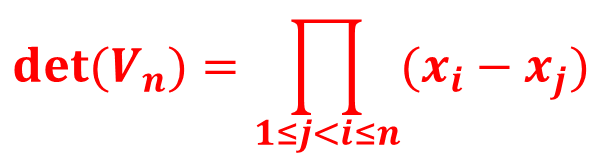 det(Vₙ) = ∏ (xᵢ − xⱼ)
1≤j<i≤n